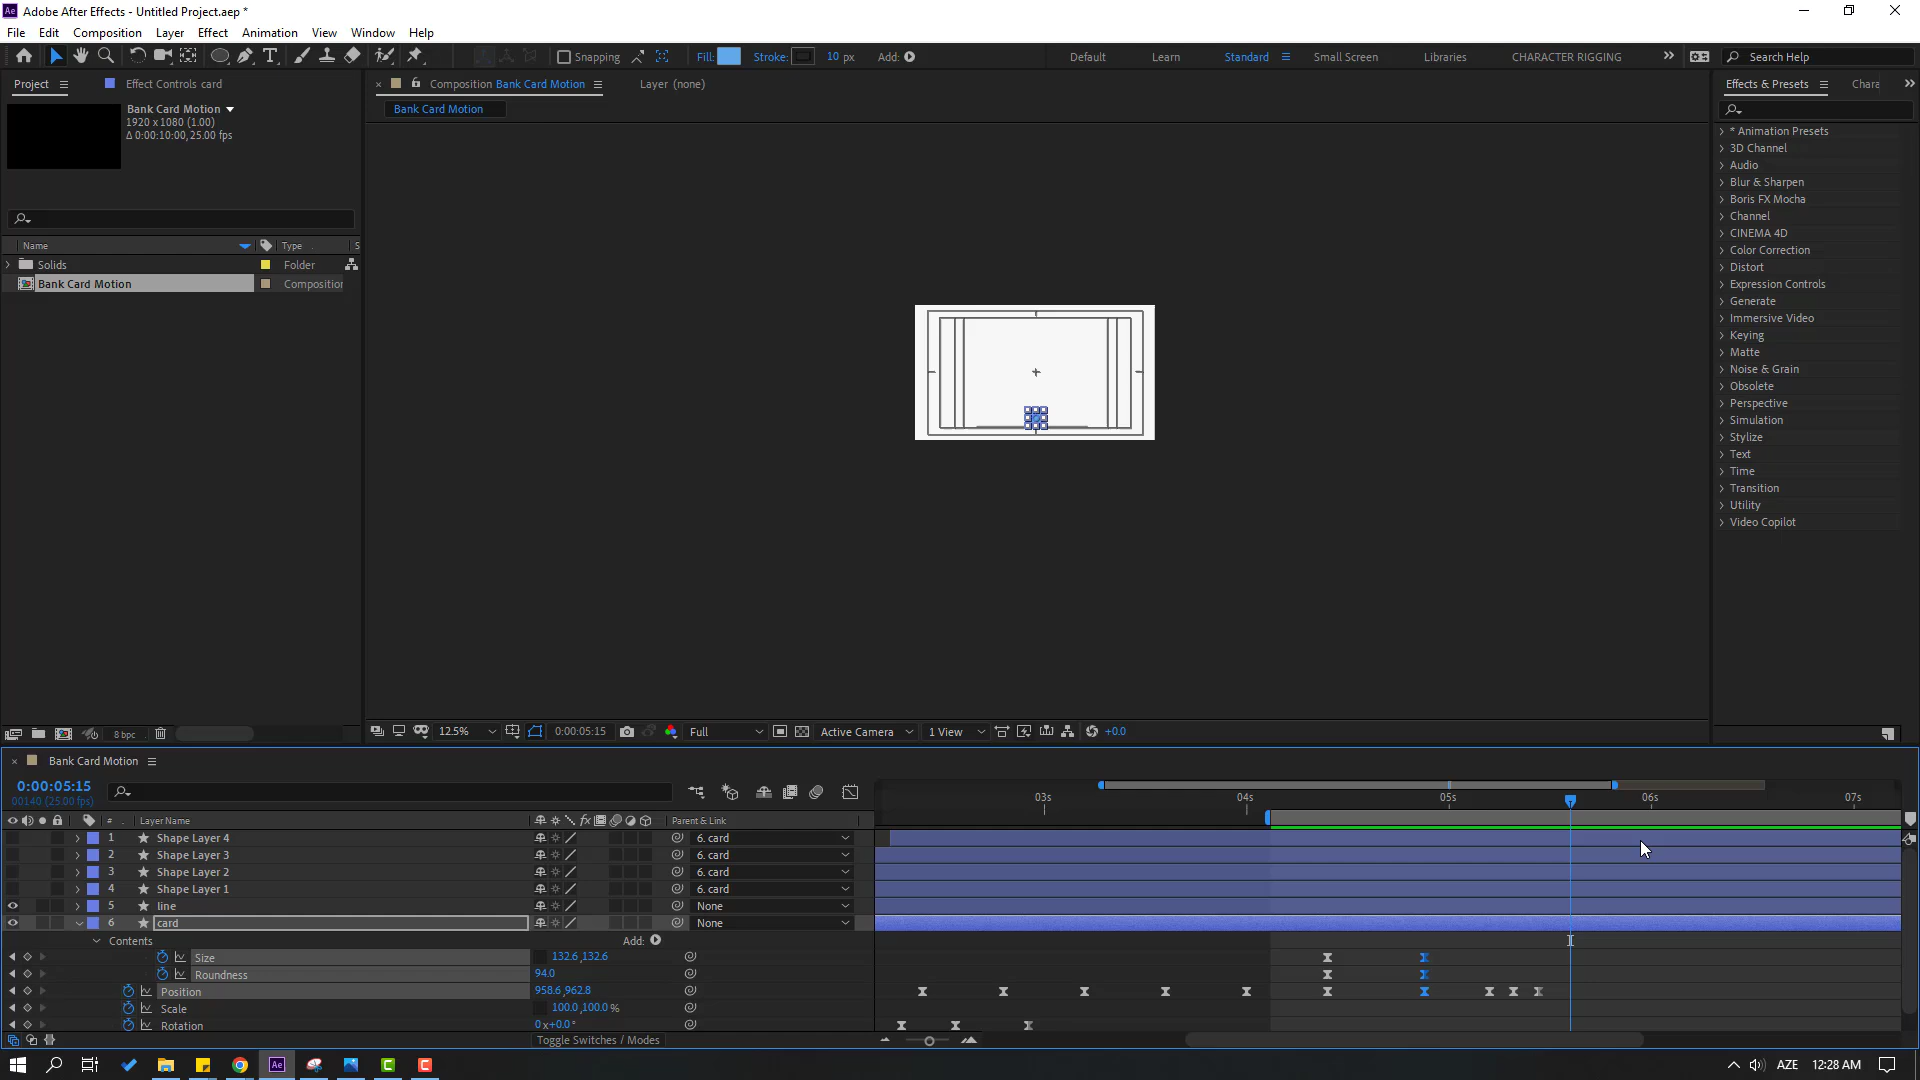 Adobe After Effects - Untitled Project.aep *
File Edit Composition Layer Effect Animation View Window Help
Snapping Fill: Stroke: 10 px Add: Default Learn Standard Small Screen Libraries CHARACTER RIGGING Search Help
Project Effect Controls card Composition Bank Card Motion Layer (none) Effects & Presets Chara
Bank Card Motion
1920 x 1080 (1.00)
Δ 0:00:10:00, 25.00 fps
Bank Card Motion
Name Type S
Solids Folder
Bank Card Motion Composition
* Animation Presets
3D Channel
Audio
Blur & Sharpen
Boris FX Mocha
Channel
CINEMA 4D
Color Correction
Distort
Expression Controls
Generate
Immersive Video
Keying
Matte
Noise & Grain
Obsolete
Perspective
Simulation
Stylize
Text
Time
Transition
Utility
Video Copilot
8 bpc 12.5% 0:00:05:15 Full Active Camera 1 View +0.0
Bank Card Motion
0:00:05:15
00140 (25.00 fps)
03s 04s 05s 06s 07s
# Layer Name fx Parent & Link
1 Shape Layer 4 6. card
2 Shape Layer 3 6. card
3 Shape Layer 2 6. card
4 Shape Layer 1 6. card
5 line None
6 card None
Contents Add:
Size 132.6,132.6
Roundness 94.0
Position 958.6,962.8
Scale 100.0,100.0 %
Rotation 0x+0.0°
Toggle Switches / Modes
Ae AZE 12:28 AM